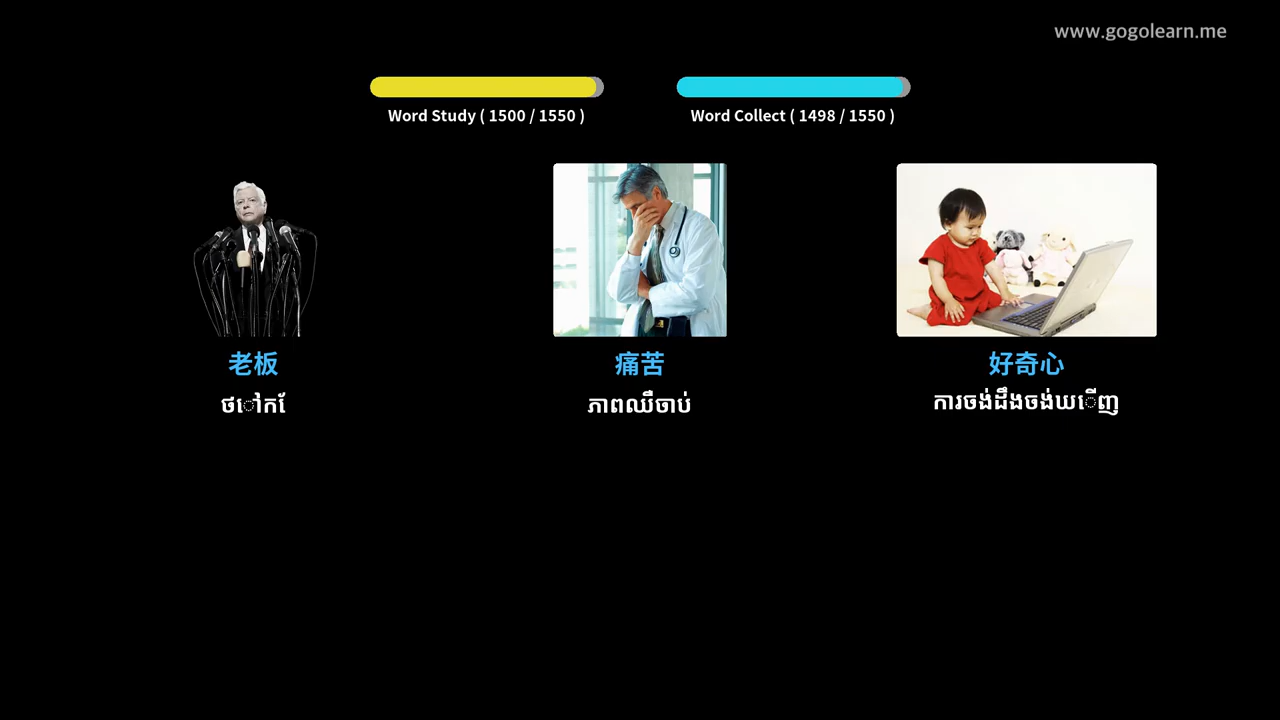 www.gogolearn.me
Word Study ( 1500 / 1550 )
Word Collect ( 1498 / 1550 )
老板
痛苦
好奇心
ថៅកែ
ភាពឈឺចាប់
ការចង់ដឹងចង់ឃើញ